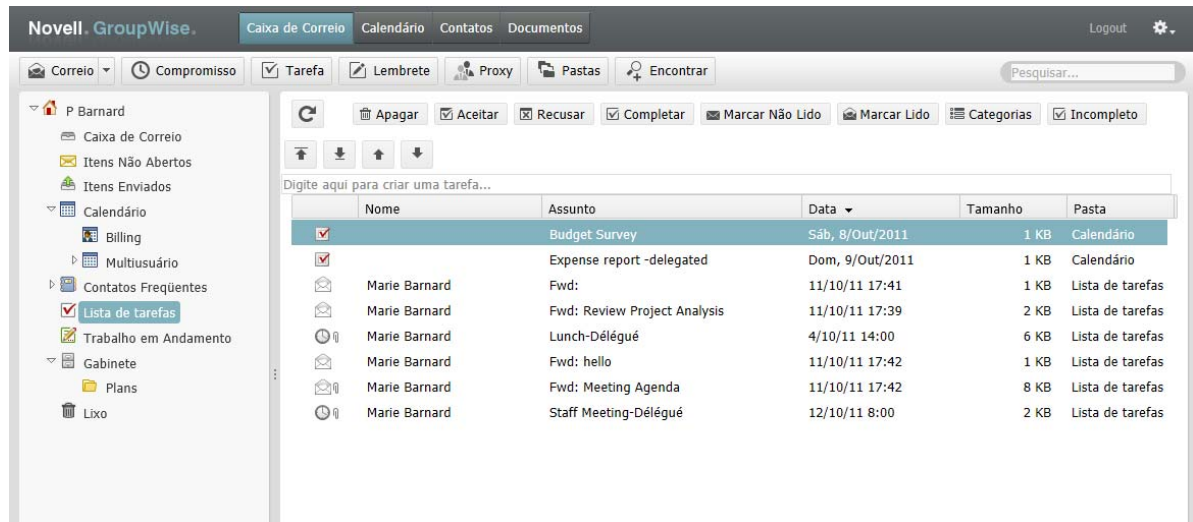 Novell. GroupWise. Caixa de Correio Calendário Contatos Documentos Logout
Correio Compromisso Tarefa Lembrete Proxy Pastas Encontrar Pesquisar...
P Barnard
Caixa de Correio
Itens Não Abertos
Itens Enviados
Calendário
Billing
Multiusuário
Contatos Freqüentes
Lista de tarefas
Trabalho em Andamento
Gabinete
Plans
Lixo
Apagar Aceitar Recusar Completar Marcar Não Lido Marcar Lido Categorias Incompleto
Digite aqui para criar uma tarefa...
Nome Assunto Data Tamanho Pasta
Budget Survey Sáb, 8/Out/2011 1 KB Calendário
Expense report -delegated Dom, 9/Out/2011 1 KB Calendário
Marie Barnard Fwd: 11/10/11 17:41 1 KB Lista de tarefas
Marie Barnard Fwd: Review Project Analysis 11/10/11 17:39 2 KB Lista de tarefas
Marie Barnard Lunch-Délégué 4/10/11 14:00 6 KB Lista de tarefas
Marie Barnard Fwd: hello 11/10/11 17:42 1 KB Lista de tarefas
Marie Barnard Fwd: Meeting Agenda 11/10/11 17:42 8 KB Lista de tarefas
Marie Barnard Staff Meeting-Délégué 12/10/11 8:00 2 KB Lista de tarefas